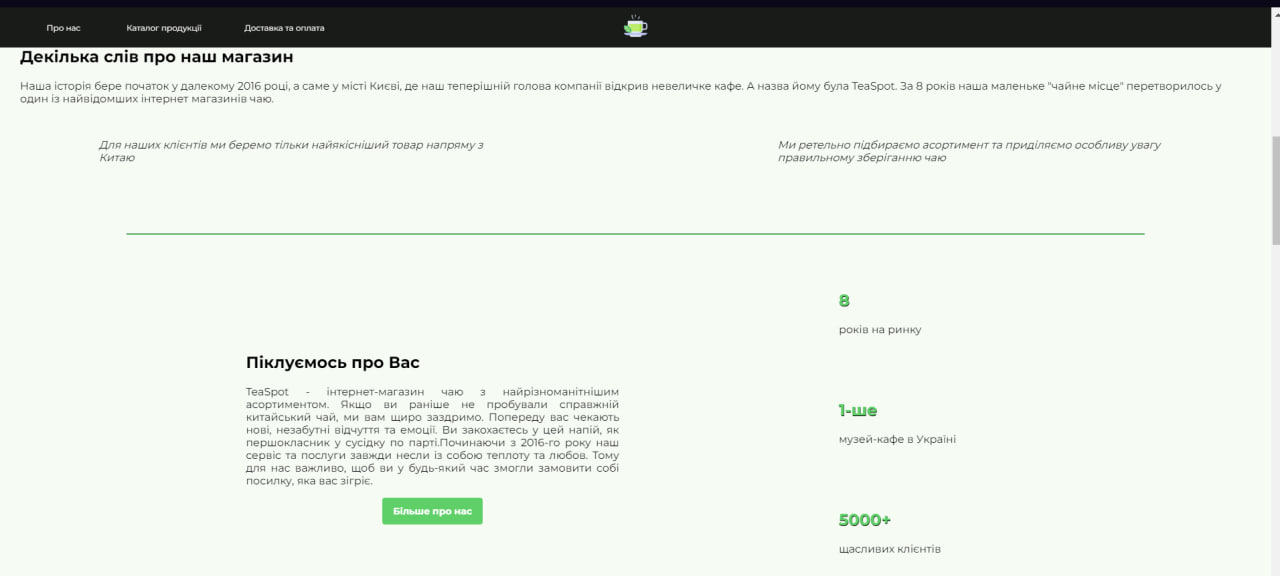 Про нас
Каталог продукції
Доставка та оплата
Декілька слів про наш магазин
Наша історія бере початок у далекому 2016 році, а саме у місті Києві, де наш теперішній голова компанії відкрив невеличке кафе. А назва йому була TeaSpot. За 8 років наша маленьке "чайне місце" перетворилось у
один із найвідомших інтернет магазинів чаю.
Для наших клієнтів ми беремо тільки найякісніший товар напряму з
Китаю
Ми ретельно підбираємо асортимент та приділяємо особливу увагу
правильному зберіганню чаю
Піклуємось про Вас
TeaSpot - інтернет-магазин чаю з найрізноманітнішим
асортиментом. Якщо ви раніше не пробували справжній
китайський чай, ми вам щиро заздримо. Попереду вас чекають
нові, незабутні відчуття та емоції. Ви закохаєтесь у цей напій, як
першокласник у сусідку по парті.Починаючи з 2016-го року наш
сервіс та послуги завжди несли із собою теплоту та любов. Тому
для нас важливо, щоб ви у будь-який час змогли замовити собі
посилку, яка вас зігріє.
Більше про нас
8
років на ринку
1-ше
музей-кафе в Україні
5000+
щасливих клієнтів